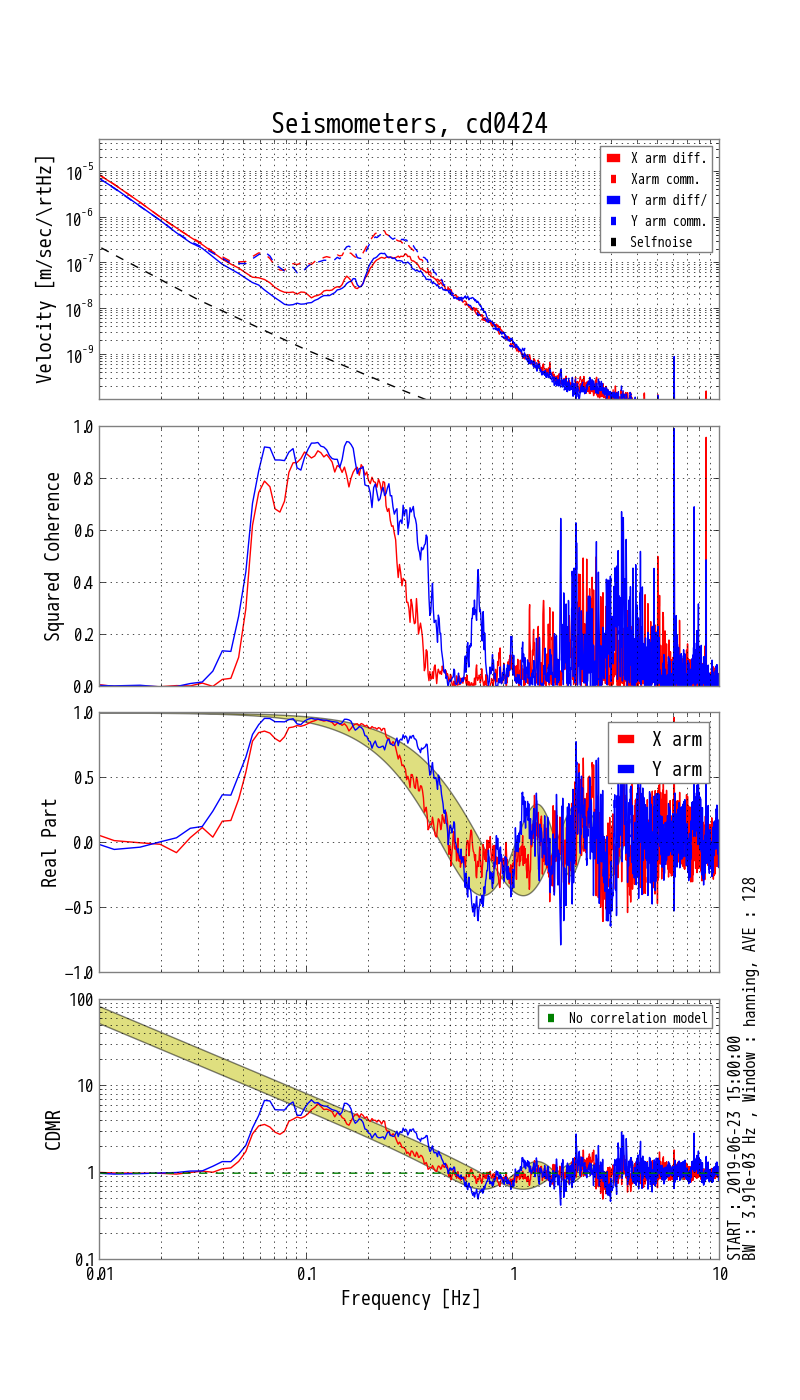 Seismometers, cd0424
Velocity [m/sec/\rtHz]
10^-5
10^-6
10^-7
10^-8
10^-9
X arm diff.
Xarm comm.
Y arm diff/
Y arm comm.
Selfnoise
Squared Coherence
1.0
0.8
0.6
0.4
0.2
0.0
Real Part
1.0
0.5
0.0
−0.5
−1.0
X arm
Y arm
CDMR
100
10
1
0.1
No correlation model
0.01
0.1
1
10
Frequency [Hz]
START : 2019-06-23 15:00:00
BW : 3.91e-03 Hz , Window : hanning, AVE : 128